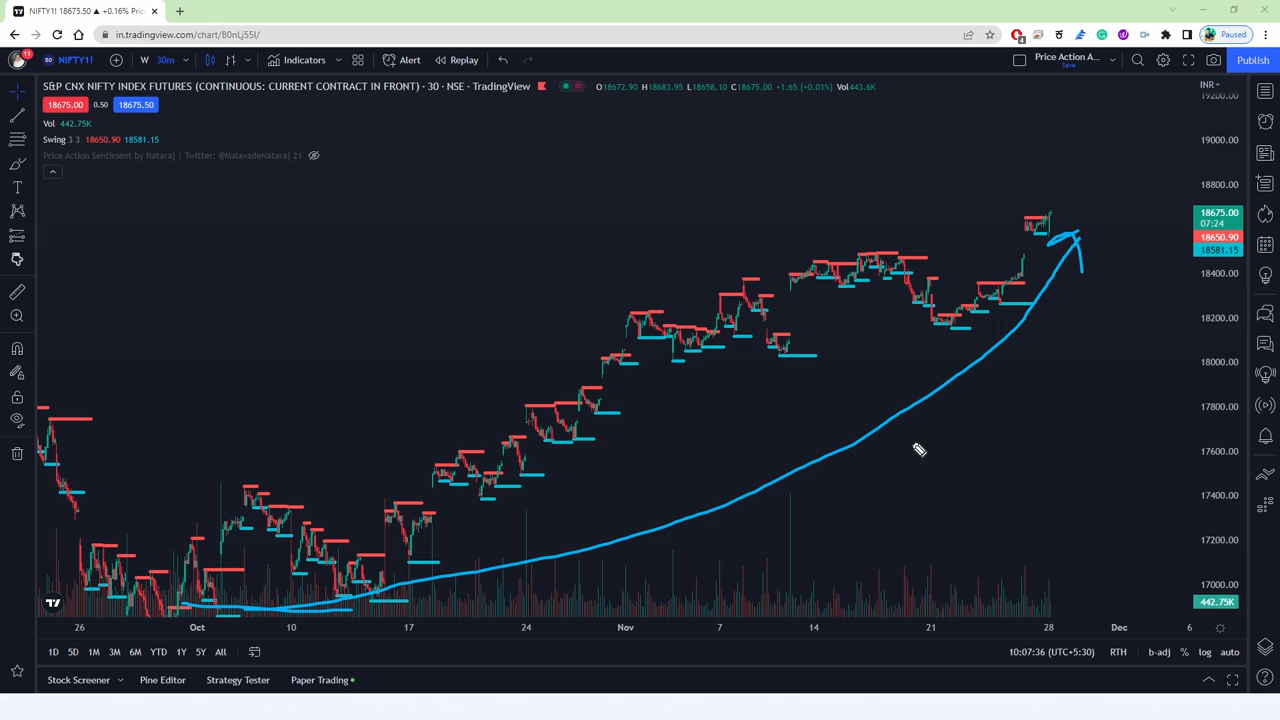 NIFTY1! 18675.50 ▲ +0.16% Pric
in.tradingview.com/chart/B0nLj55I/
Paused
11
NIFTY1!
W
30m
Indicators
Alert
Replay
Price Action A...
Save
Publish
S&P CNX NIFTY INDEX FUTURES (CONTINUOUS: CURRENT CONTRACT IN FRONT) · 30 · NSE · TradingView
O18672.90 H18683.95 L18658.10 C18675.00 +1.65 (+0.01%) Vol443.6K
INR
18675.00 0.50 18675.50
Vol 442.75K
Swing 3 3 18650.90 18581.15
Price Action Sentiment by Nataraj | Twitter: @MalavadeNataraj 21
19200.00
19000.00
18800.00
18675.00
07:24
18650.90
18581.15
18400.00
18200.00
18000.00
17800.00
17600.00
17400.00
17200.00
17000.00
442.75K
26 Oct 10 17 24 Nov 7 14 21 28 Dec 6
1D 5D 1M 3M 6M YTD 1Y 5Y All
10:07:36 (UTC+5:30) RTH b-adj % log auto
Stock Screener Pine Editor Strategy Tester Paper Trading